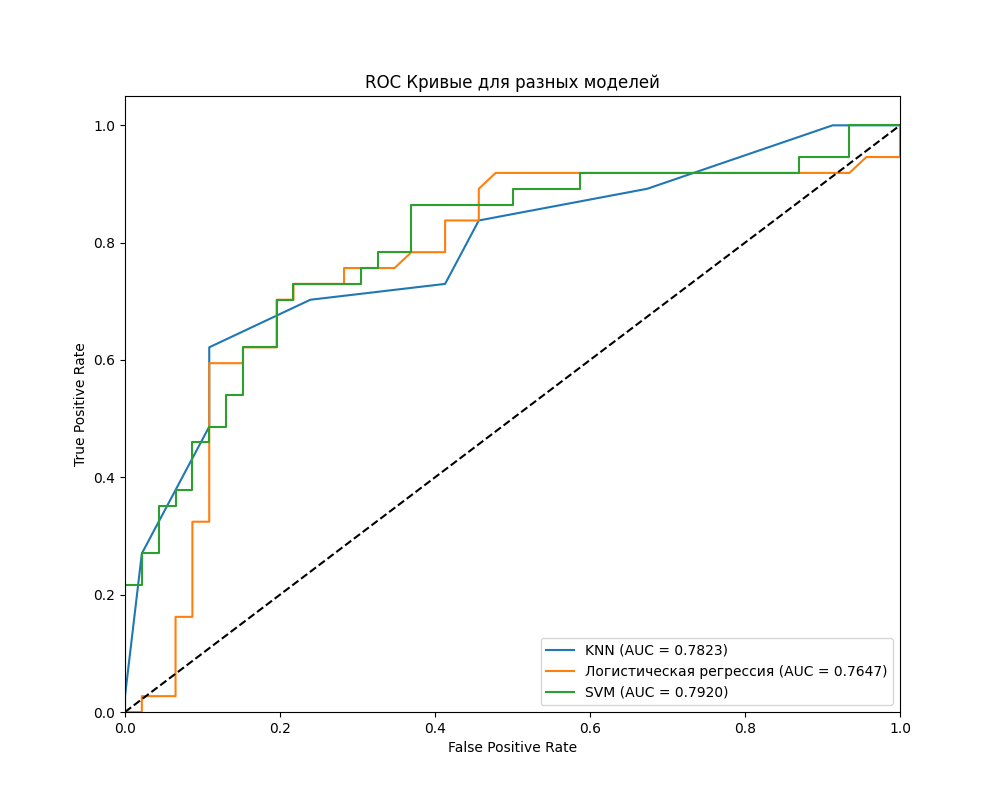 ROC Кривые для разных моделей
True Positive Rate
1.0
0.8
0.6
0.4
0.2
0.0
0.0 0.2 0.4 0.6 0.8 1.0
False Positive Rate
KNN (AUC = 0.7823)
Логистическая регрессия (AUC = 0.7647)
SVM (AUC = 0.7920)